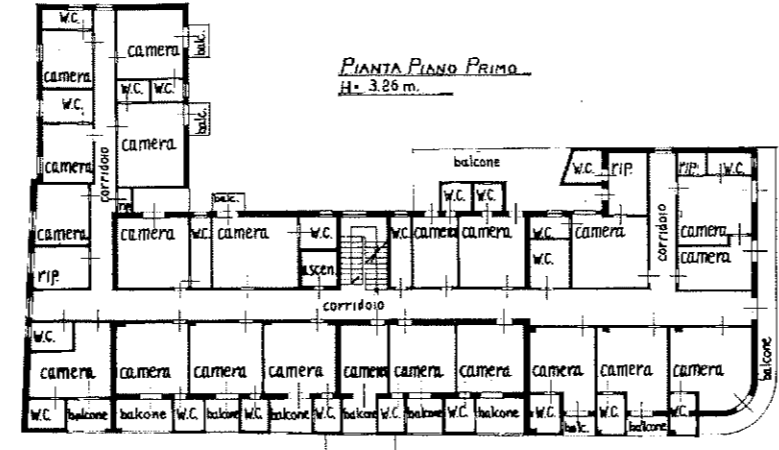 PIANTA PIANO PRIMO
H= 3.26 m.
W.C.
camera
balc.
camera
W.C. W.C.
W.C.
camera
balc.
camera
corridoio
camera
rip.
balc.
camera W.C. camera W.C.
ascen.
W.C. camera camera
W.C. W.C.
balcone
W.C.
rip.
W.C.
W.C.
camera
corridoio
rip. W.C.
camera
camera
corridoio
balcone
W.C.
camera camera camera camera camera camera camera camera camera camera
W.C. balcone balcone W.C. balcone W.C. balcone W.C. balcone W.C. balcone W.C. balcone W.C. balc. W.C. balcone W.C.